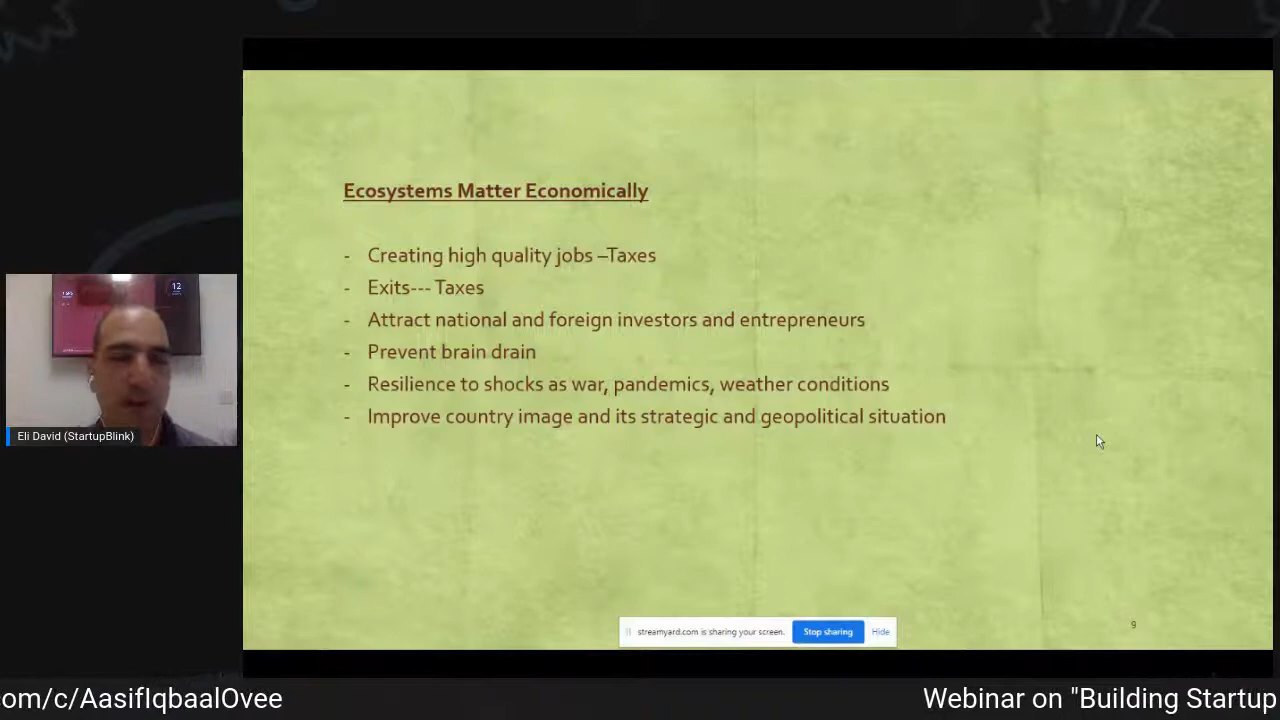 Ecosystems Matter Economically
- Creating high quality jobs –Taxes
- Exits--- Taxes
- Attract national and foreign investors and entrepreneurs
- Prevent brain drain
- Resilience to shocks as war, pandemics, weather conditions
- Improve country image and its strategic and geopolitical situation
12
Eli David (StartupBlink)
streamyard.com is sharing your screen. Stop sharing Hide
9
com/c/AasifIqbaalOvee Webinar on "Building Startup